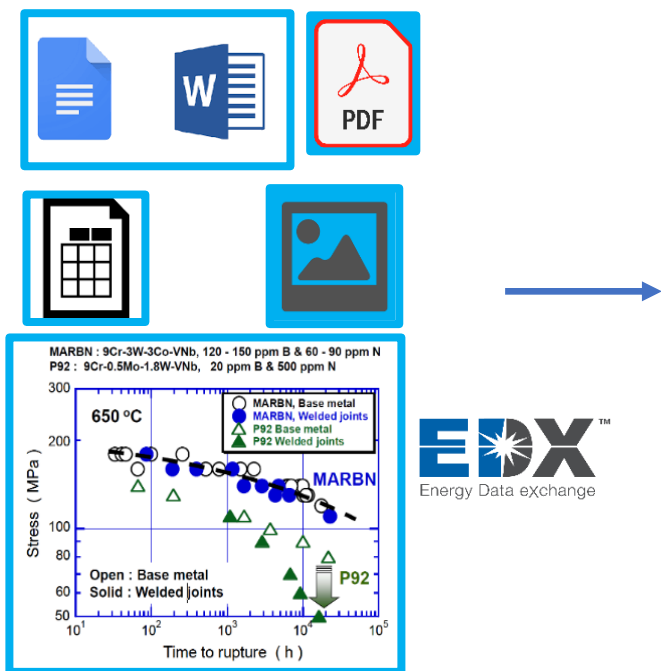 W
PDF
MARBN : 9Cr-3W-3Co-VNb, 120 - 150 ppm B & 60 - 90 ppm N
P92 : 9Cr-0.5Mo-1.8W-VNb, 20 ppm B & 500 ppm N
300
200
100
80
60
50
Stress ( MPa )
650 °C
MARBN, Base metal
MARBN, Welded joints
P92 Base metal
P92 Welded joints
MARBN
P92
Open : Base metal
Solid : Welded joints
10¹ 10² 10³ 10⁴ 10⁵
Time to rupture ( h )
EDX™
Energy Data eXchange